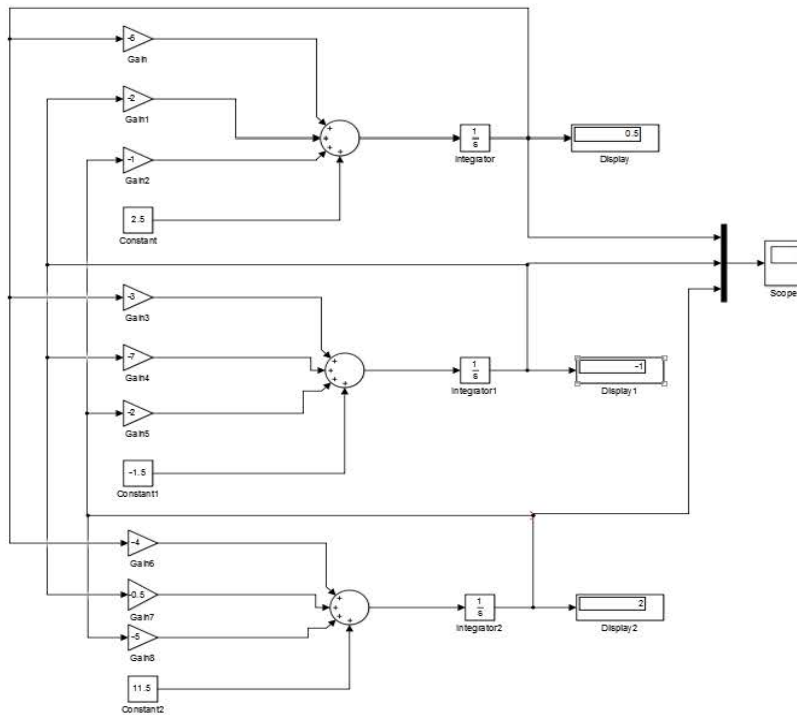 -5
Gain
-2
Gain1
-1
Gain2
2.5
Constant
1
s
Integrator
0.5
Display
-3
Gain3
-7
Gain4
-2
Gain5
-1.5
Constant1
1
s
Integrator1
-1
Display1
Scope
-4
Gain6
-0.5
Gain7
-5
Gain8
11.5
Constant2
1
s
Integrator2
2
Display2